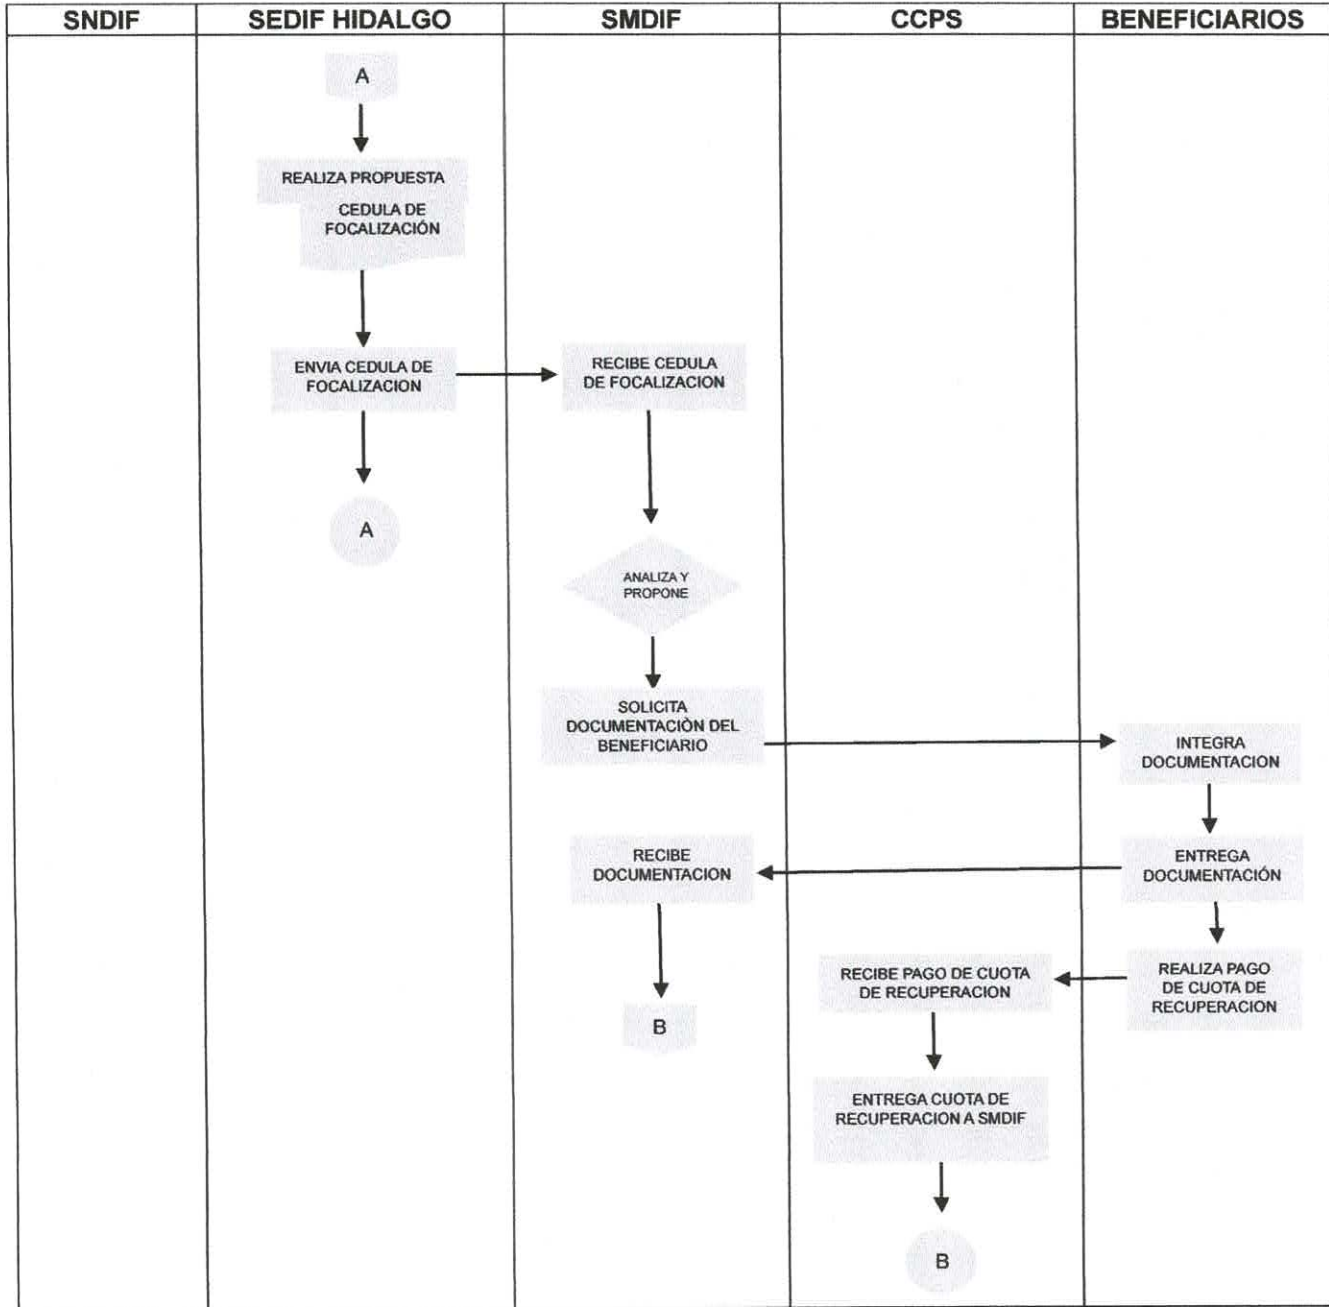 SNDIF
SEDIF HIDALGO
SMDIF
CCPS
BENEFICIARIOS
A
REALIZA PROPUESTA
CEDULA DE
FOCALIZACIÓN
ENVIA CEDULA DE
FOCALIZACION
RECIBE CEDULA
DE FOCALIZACION
A
ANALIZA Y
PROPONE
SOLICITA
DOCUMENTACIÒN DEL
BENEFICIARIO
INTEGRA
DOCUMENTACION
RECIBE
DOCUMENTACION
ENTREGA
DOCUMENTACIÓN
RECIBE PAGO DE CUOTA
DE RECUPERACION
REALIZA PAGO
DE CUOTA DE
RECUPERACION
B
ENTREGA CUOTA DE
RECUPERACION A SMDIF
B